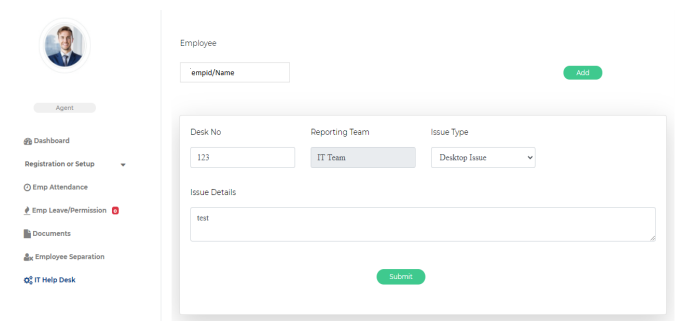 Agent
Dashboard
Registration or Setup
Emp Attendance
Emp Leave/Permission 0
Documents
Employee Separation
IT Help Desk
Employee
empid/Name
Add
Desk No Reporting Team Issue Type
123 IT Team Desktop Issue
Issue Details
test
Submit